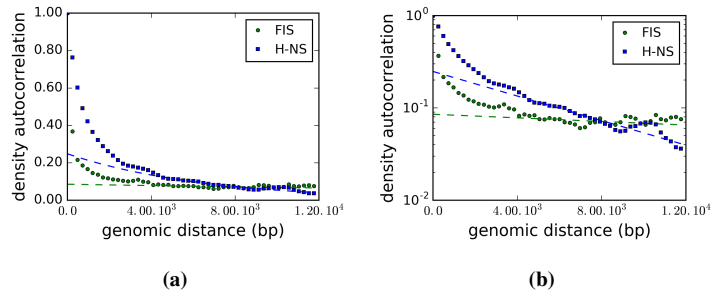 1.00
0.80
0.60
0.40
0.20
0.00
density autocorrelation
FIS
H-NS
0.0 4.00.10³ 8.00.10³ 1.20.10⁴
genomic distance (bp)
(a)
10⁰
10⁻¹
10⁻²
density autocorrelation
FIS
H-NS
0.0 4.00.10³ 8.00.10³ 1.20.10⁴
genomic distance (bp)
(b)